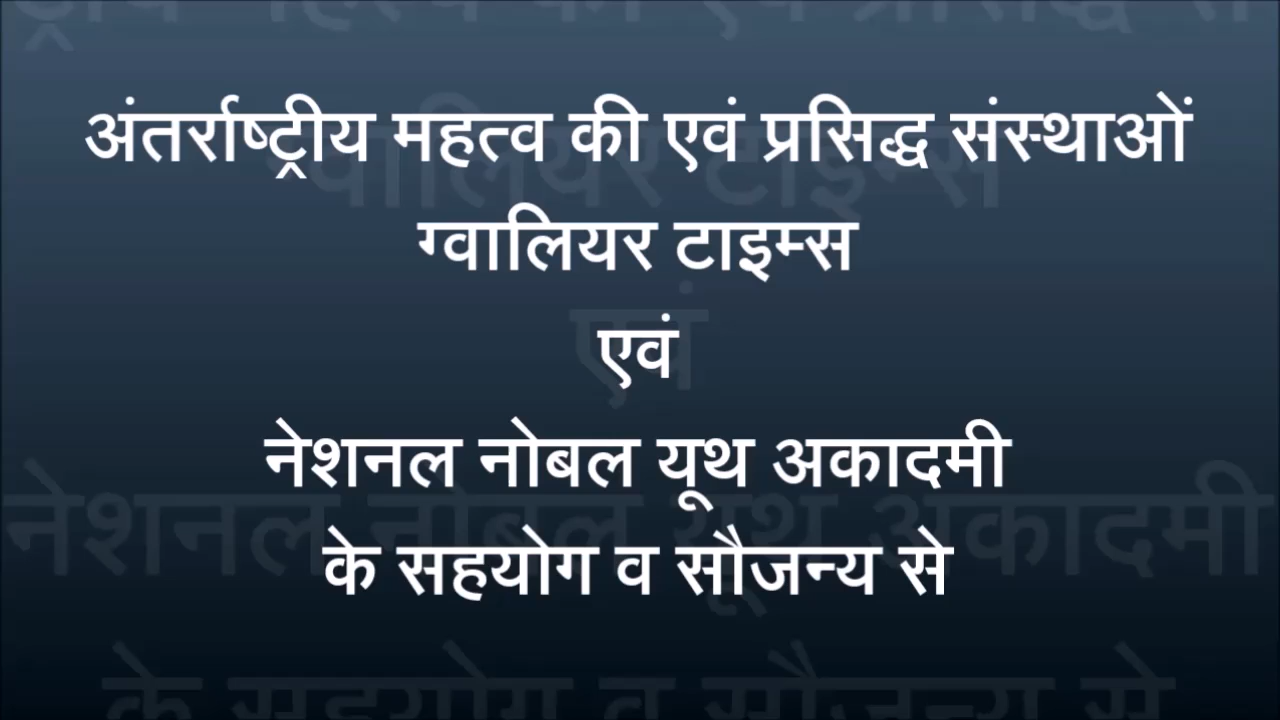 अंतर्राष्ट्रीय महत्व की एवं प्रसिद्ध संस्थाओं
ग्वालियर टाइम्स
एवं
नेशनल नोबल यूथ अकादमी
के सहयोग व सौजन्य से